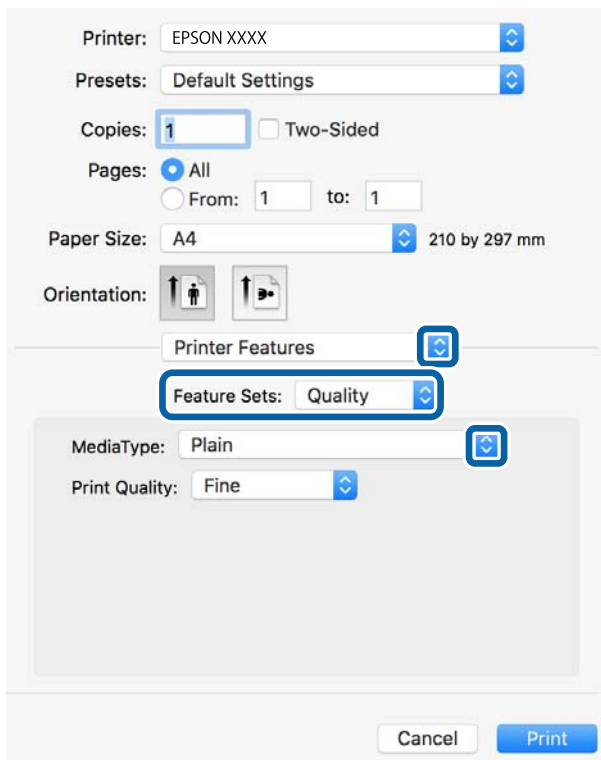 Printer: EPSON XXXX
Presets: Default Settings
Copies: 1 Two-Sided
Pages: All
From: 1 to: 1
Paper Size: A4 210 by 297 mm
Orientation:
Printer Features
Feature Sets: Quality
MediaType: Plain
Print Quality: Fine
Cancel Print